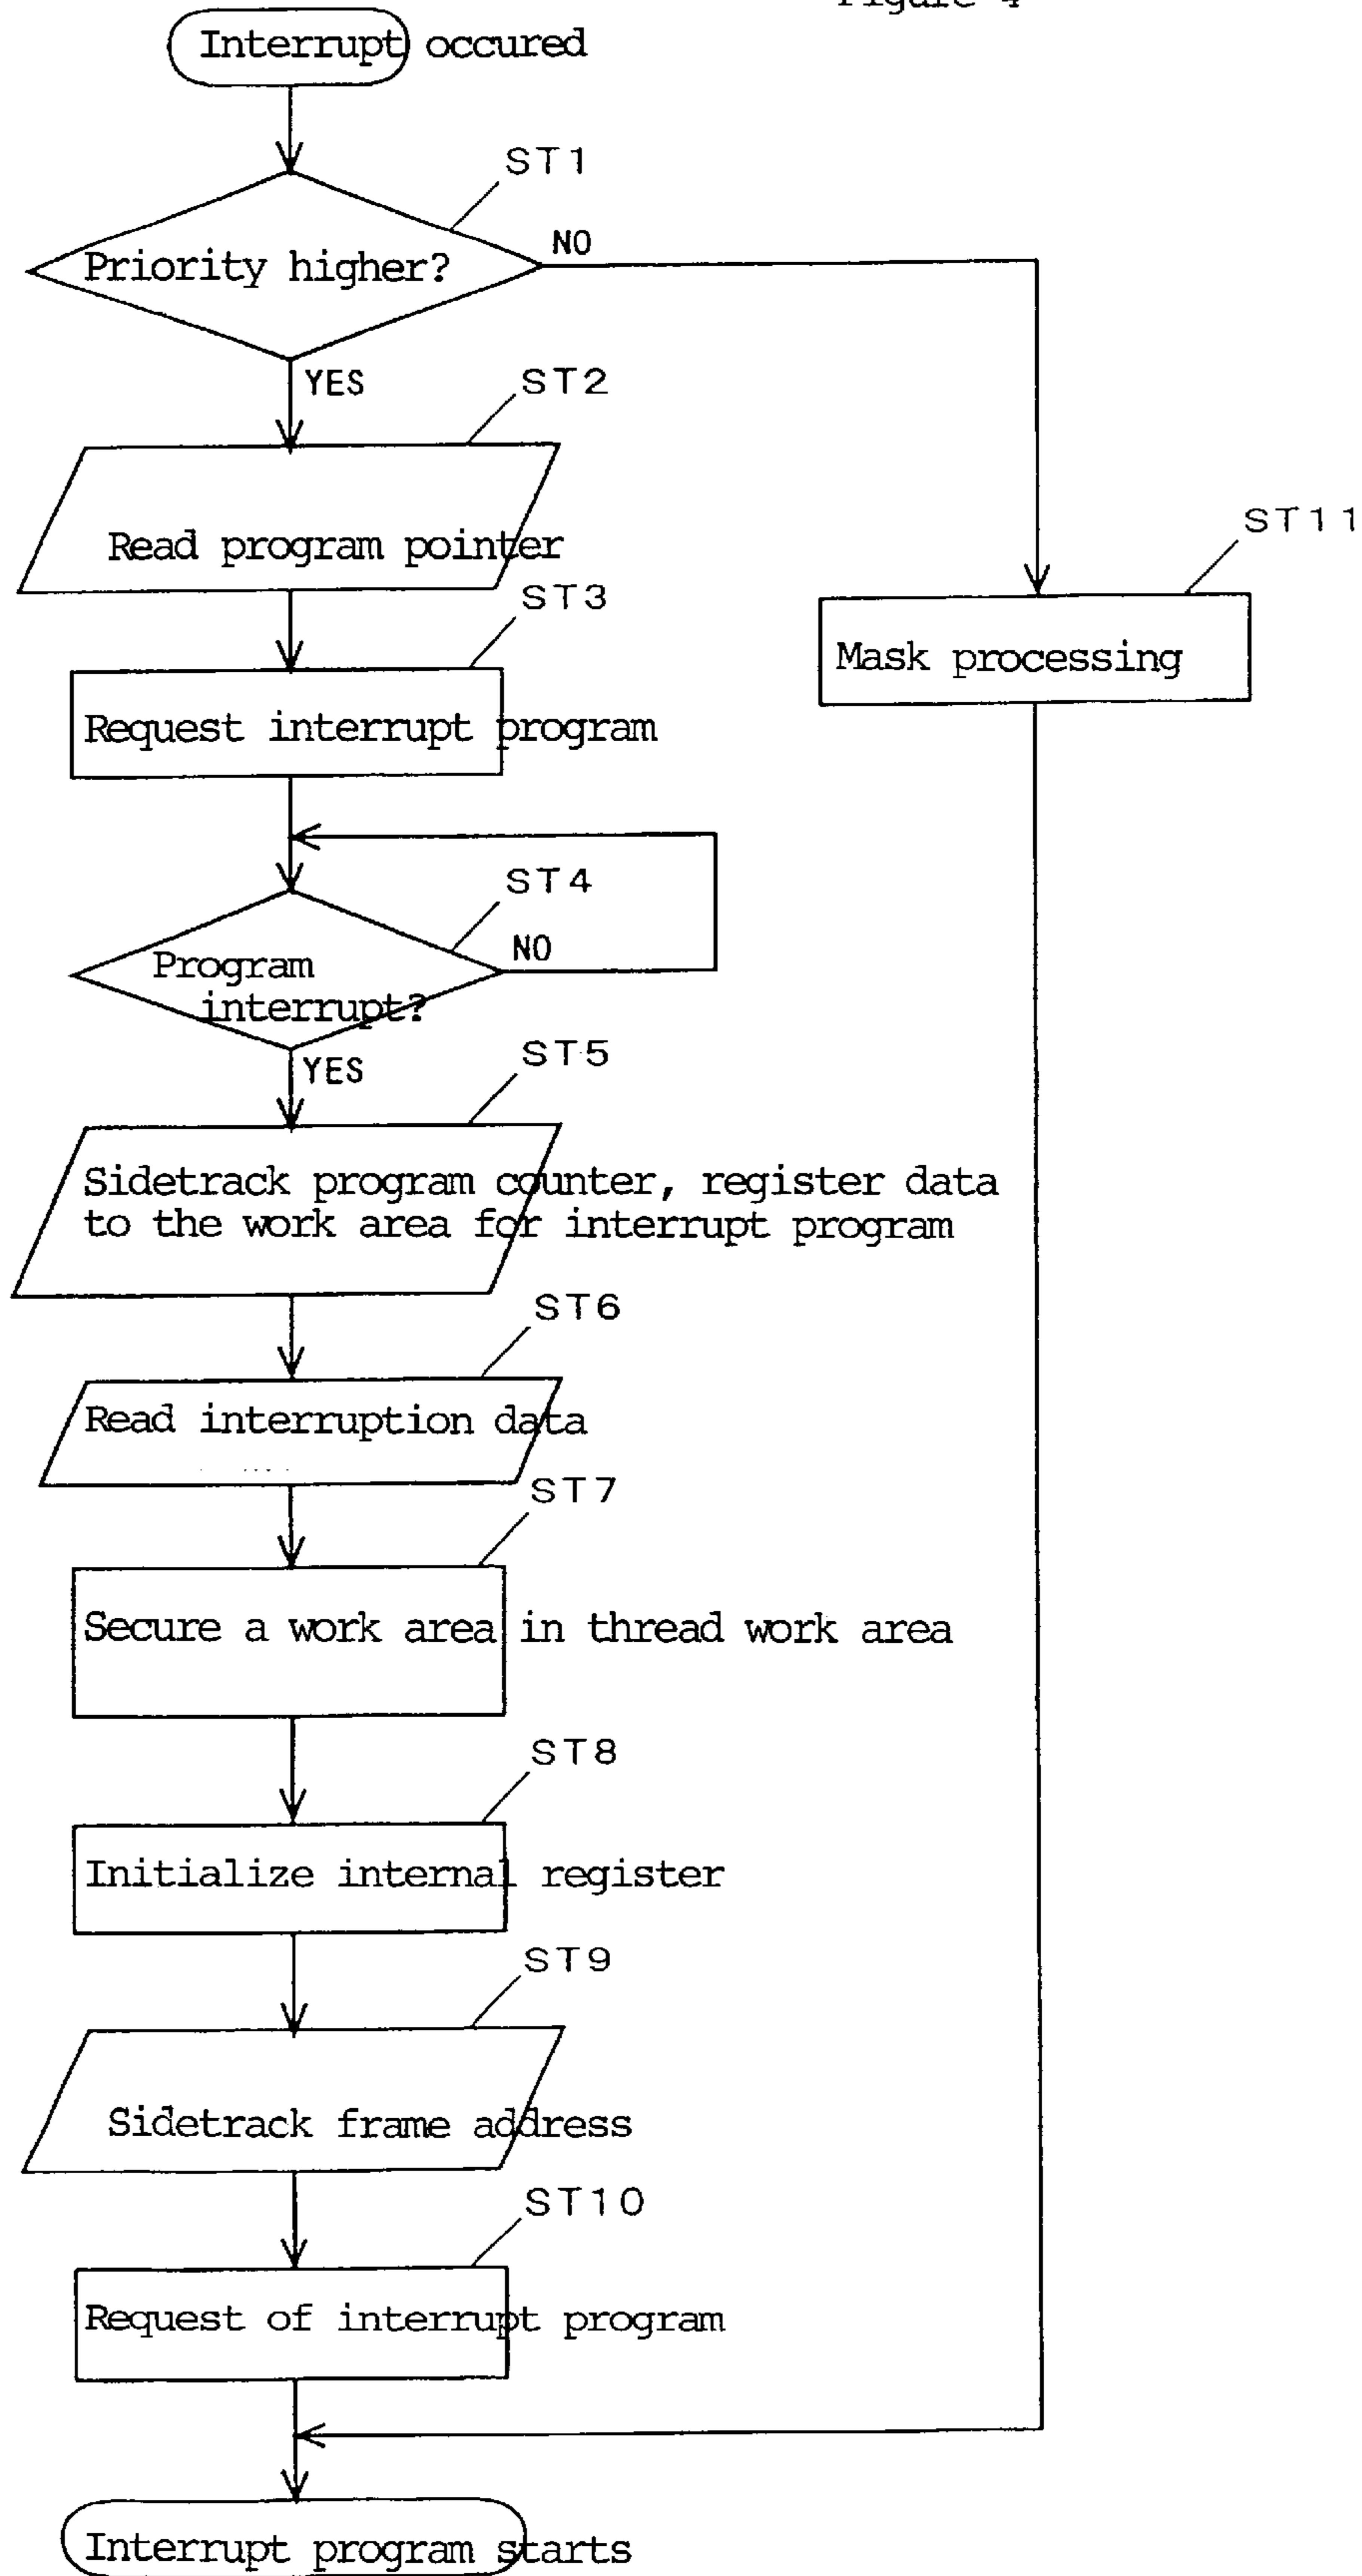 Figure 4
Interrupt occured
ST1
Priority higher?
NO
YES
ST2
Read program pointer
ST11
Mask processing
ST3
Request interrupt program
ST4
Program
interrupt?
NO
YES
ST5
Sidetrack program counter, register data
to the work area for interrupt program
ST6
Read interruption data
ST7
Secure a work area in thread work area
ST8
Initialize internal register
ST9
Sidetrack frame address
ST10
Request of interrupt program
Interrupt program starts